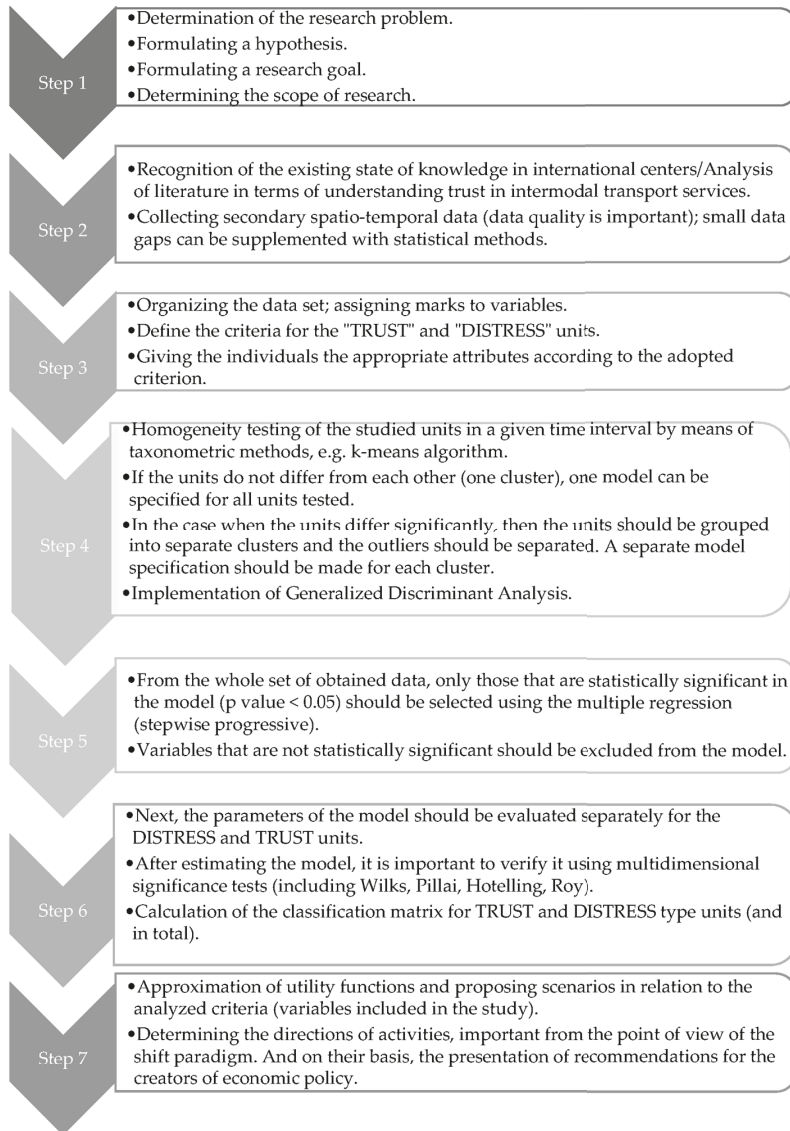 Step 1
•Determination of the research problem.
•Formulating a hypothesis.
•Formulating a research goal.
•Determining the scope of research.
Step 2
•Recognition of the existing state of knowledge in international centers/Analysis
of literature in terms of understanding trust in intermodal transport services.
•Collecting secondary spatio-temporal data (data quality is important); small data
gaps can be supplemented with statistical methods.
Step 3
•Organizing the data set; assigning marks to variables.
•Define the criteria for the "TRUST" and "DISTRESS" units.
•Giving the individuals the appropriate attributes according to the adopted
criterion.
Step 4
•Homogeneity testing of the studied units in a given time interval by means of
taxonometric methods, e.g. k-means algorithm.
•If the units do not differ from each other (one cluster), one model can be
specified for all units tested.
•In the case when the units differ significantly, then the units should be grouped
into separate clusters and the outliers should be separated. A separate model
specification should be made for each cluster.
•Implementation of Generalized Discriminant Analysis.
Step 5
•From the whole set of obtained data, only those that are statistically significant in
the model (p value < 0.05) should be selected using the multiple regression
(stepwise progressive).
•Variables that are not statistically significant should be excluded from the model.
Step 6
•Next, the parameters of the model should be evaluated separately for the
DISTRESS and TRUST units.
•After estimating the model, it is important to verify it using multidimensional
significance tests (including Wilks, Pillai, Hotelling, Roy).
•Calculation of the classification matrix for TRUST and DISTRESS type units (and
in total).
Step 7
•Approximation of utility functions and proposing scenarios in relation to the
analyzed criteria (variables included in the study).
•Determining the directions of activities, important from the point of view of the
shift paradigm. And on their basis, the presentation of recommendations for the
creators of economic policy.